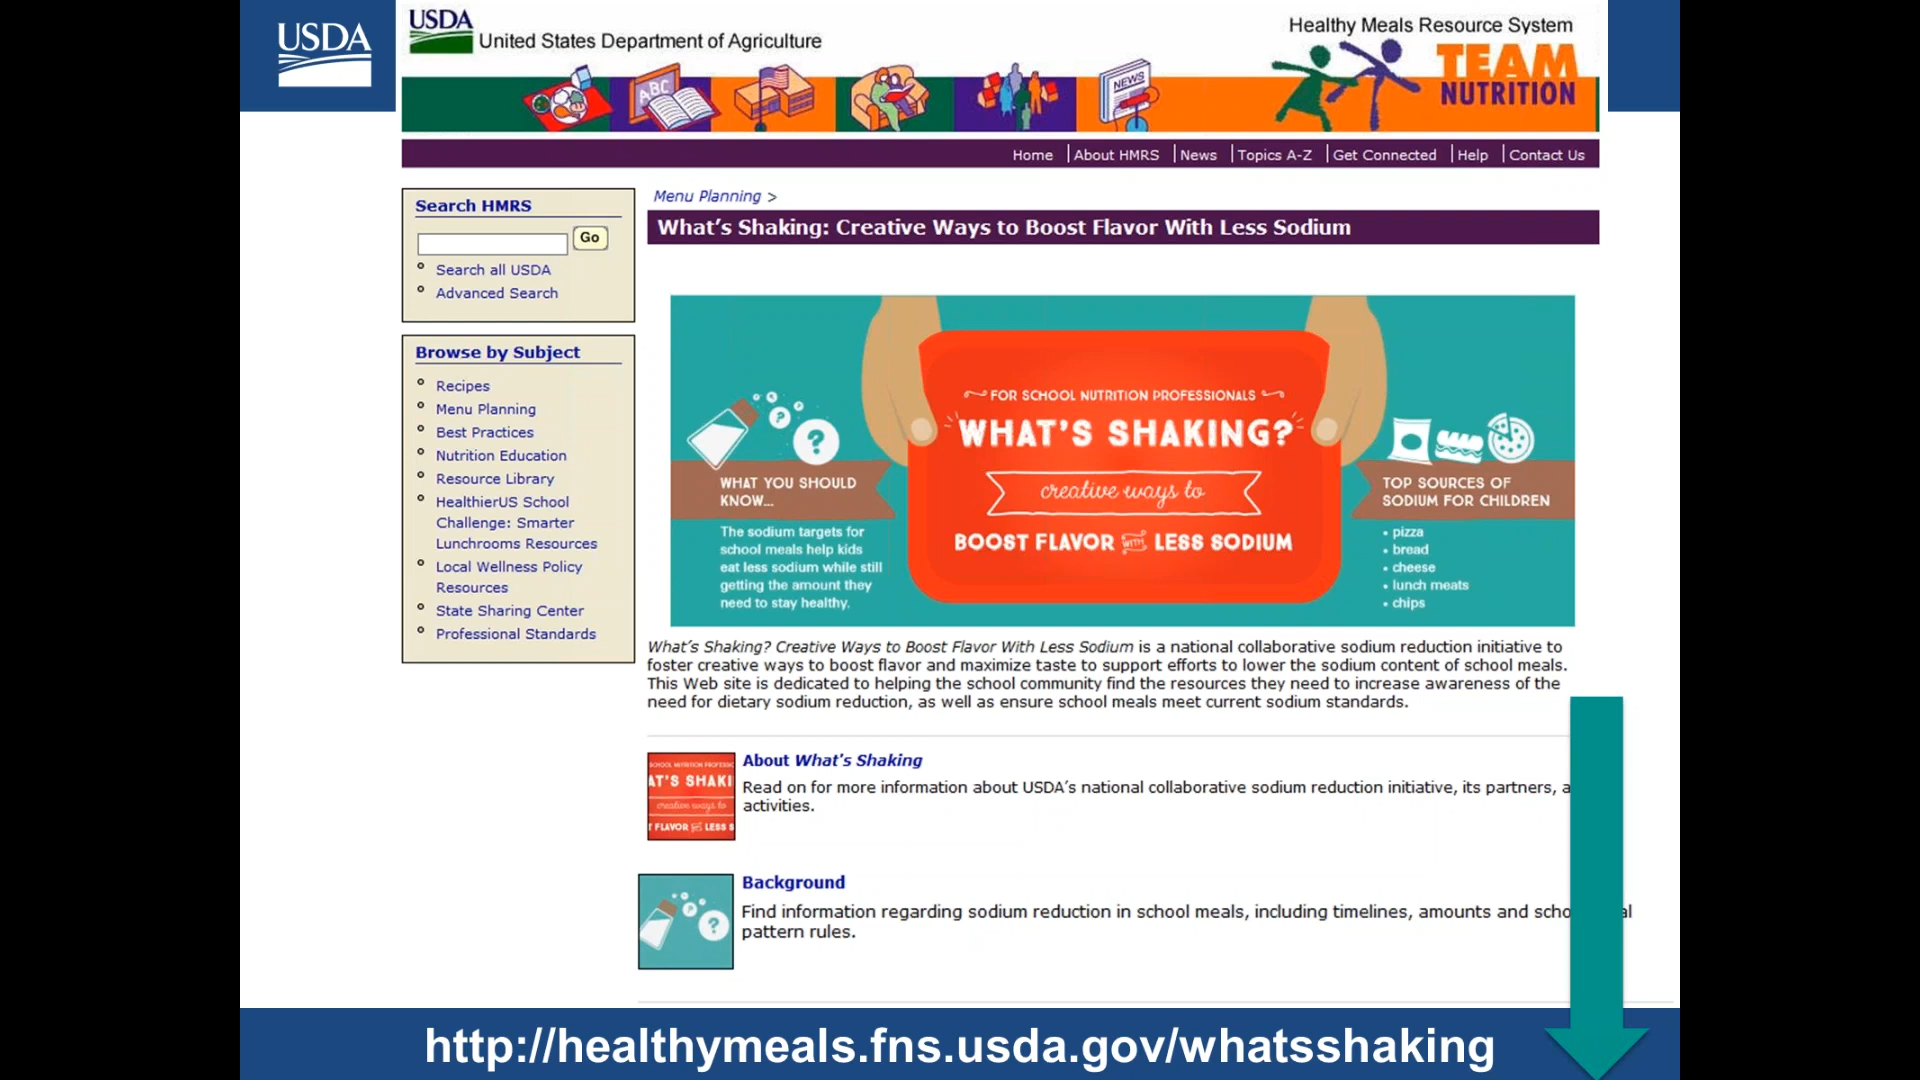 USDA
USDA
United States Department of Agriculture
Healthy Meals Resource System
TEAM
NUTRITION
ABC
NEWS
Home
About HMRS
News
Topics A-Z
Get Connected
Help
Contact Us
Search HMRS
Go
Search all USDA
Advanced Search
Browse by Subject
Recipes
Menu Planning
Best Practices
Nutrition Education
Resource Library
HealthierUS School
Challenge: Smarter
Lunchrooms Resources
Local Wellness Policy
Resources
State Sharing Center
Professional Standards
Menu Planning >
What's Shaking: Creative Ways to Boost Flavor With Less Sodium
WHAT YOU SHOULD
KNOW...
The sodium targets for
school meals help kids
eat less sodium while still
getting the amount they
need to stay healthy.
FOR SCHOOL NUTRITION PROFESSIONALS
WHAT'S SHAKING?
creative ways to
BOOST FLAVOR WITH LESS SODIUM
TOP SOURCES OF
SODIUM FOR CHILDREN
• pizza
• bread
• cheese
• lunch meats
• chips
What's Shaking? Creative Ways to Boost Flavor With Less Sodium is a national collaborative sodium reduction initiative to
foster creative ways to boost flavor and maximize taste to support efforts to lower the sodium content of school meals.
This Web site is dedicated to helping the school community find the resources they need to increase awareness of the
need for dietary sodium reduction, as well as ensure school meals meet current sodium standards.
AT'S SHAKI
creative ways to
T FLAVOR WITH LESS S
About What's Shaking
Read on for more information about USDA's national collaborative sodium reduction initiative, its partners, a
activities.
Background
Find information regarding sodium reduction in school meals, including timelines, amounts and scho al
pattern rules.
http://healthymeals.fns.usda.gov/whatsshaking